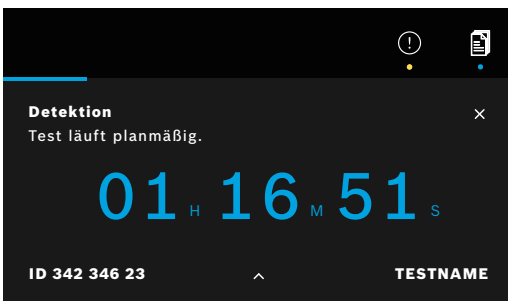 Detektion
Test läuft planmäßig.
01 H 16 M 51 S
ID 342 346 23
TESTNAME